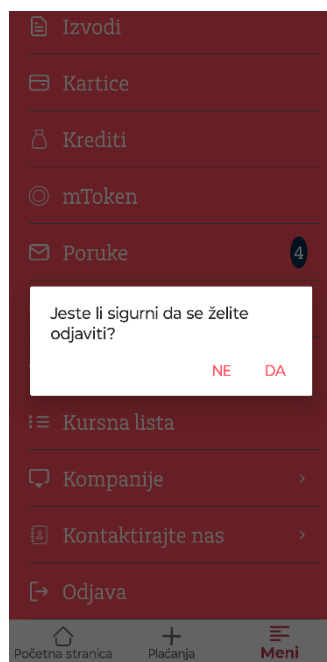 Izvodi
Kartice
Krediti
mToken
Poruke 4
Jeste li sigurni da se želite
odjaviti?
NE DA
Kursna lista
Kompanije
Kontaktirajte nas
Odjava
Početna stranica Plaćanja Meni